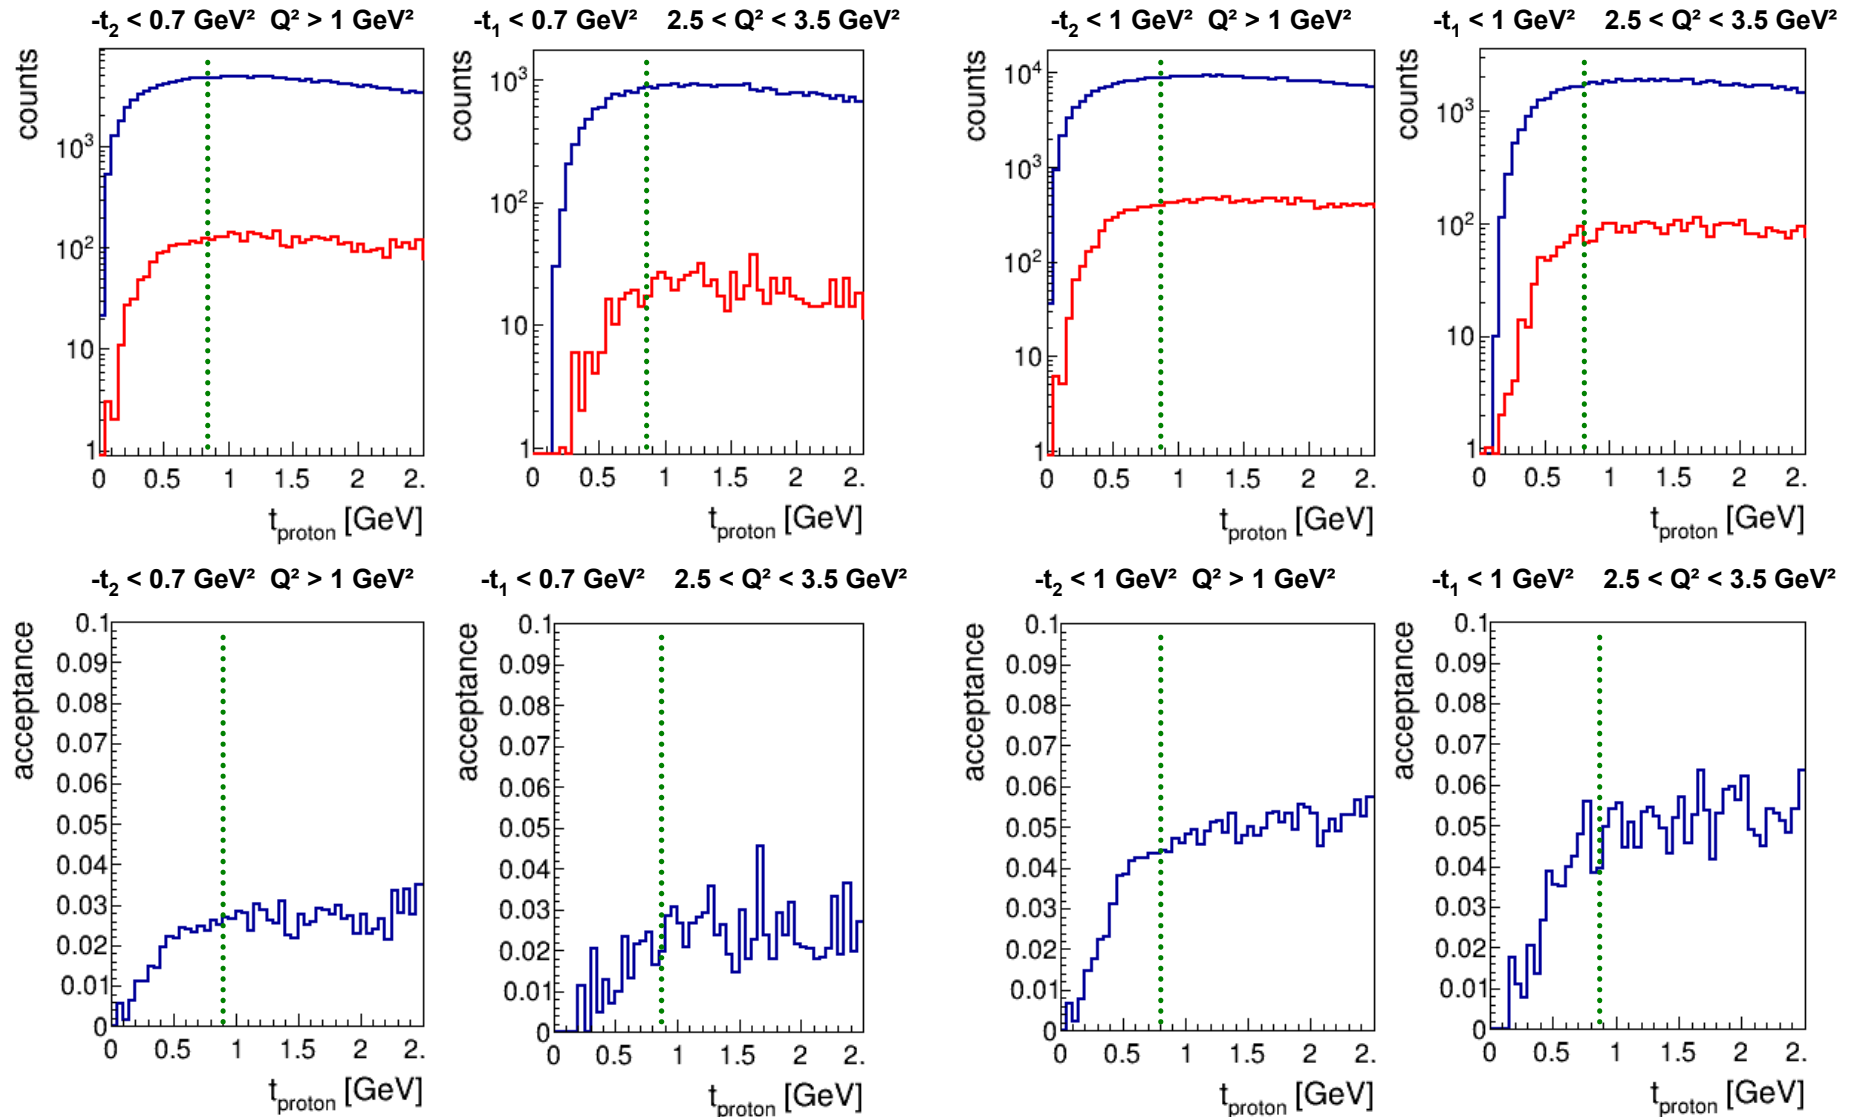 -t₂ < 0.7 GeV² Q² > 1 GeV²
counts
10³
10²
10
1
0 0.5 1 1.5 2 2.
t_proton [GeV]
-t₁ < 0.7 GeV² 2.5 < Q² < 3.5 GeV²
counts
10³
10²
10
1
0 0.5 1 1.5 2 2.
t_proton [GeV]
-t₂ < 1 GeV² Q² > 1 GeV²
counts
10⁴
10³
10²
10
1
0 0.5 1 1.5 2 2.
t_proton [GeV]
-t₁ < 1 GeV² 2.5 < Q² < 3.5 GeV²
counts
10³
10²
10
1
0 0.5 1 1.5 2 2.
t_proton [GeV]
-t₂ < 0.7 GeV² Q² > 1 GeV²
acceptance
0.1
0.09
0.08
0.07
0.06
0.05
0.04
0.03
0.02
0.01
0
0 0.5 1 1.5 2 2.
t_proton [GeV]
-t₁ < 0.7 GeV² 2.5 < Q² < 3.5 GeV²
acceptance
0.1
0.09
0.08
0.07
0.06
0.05
0.04
0.03
0.02
0.01
0
0 0.5 1 1.5 2 2.
t_proton [GeV]
-t₂ < 1 GeV² Q² > 1 GeV²
acceptance
0.1
0.09
0.08
0.07
0.06
0.05
0.04
0.03
0.02
0.01
0
0 0.5 1 1.5 2 2.
t_proton [GeV]
-t₁ < 1 GeV² 2.5 < Q² < 3.5 GeV²
acceptance
0.1
0.09
0.08
0.07
0.06
0.05
0.04
0.03
0.02
0.01
0
0 0.5 1 1.5 2 2.
t_proton [GeV]